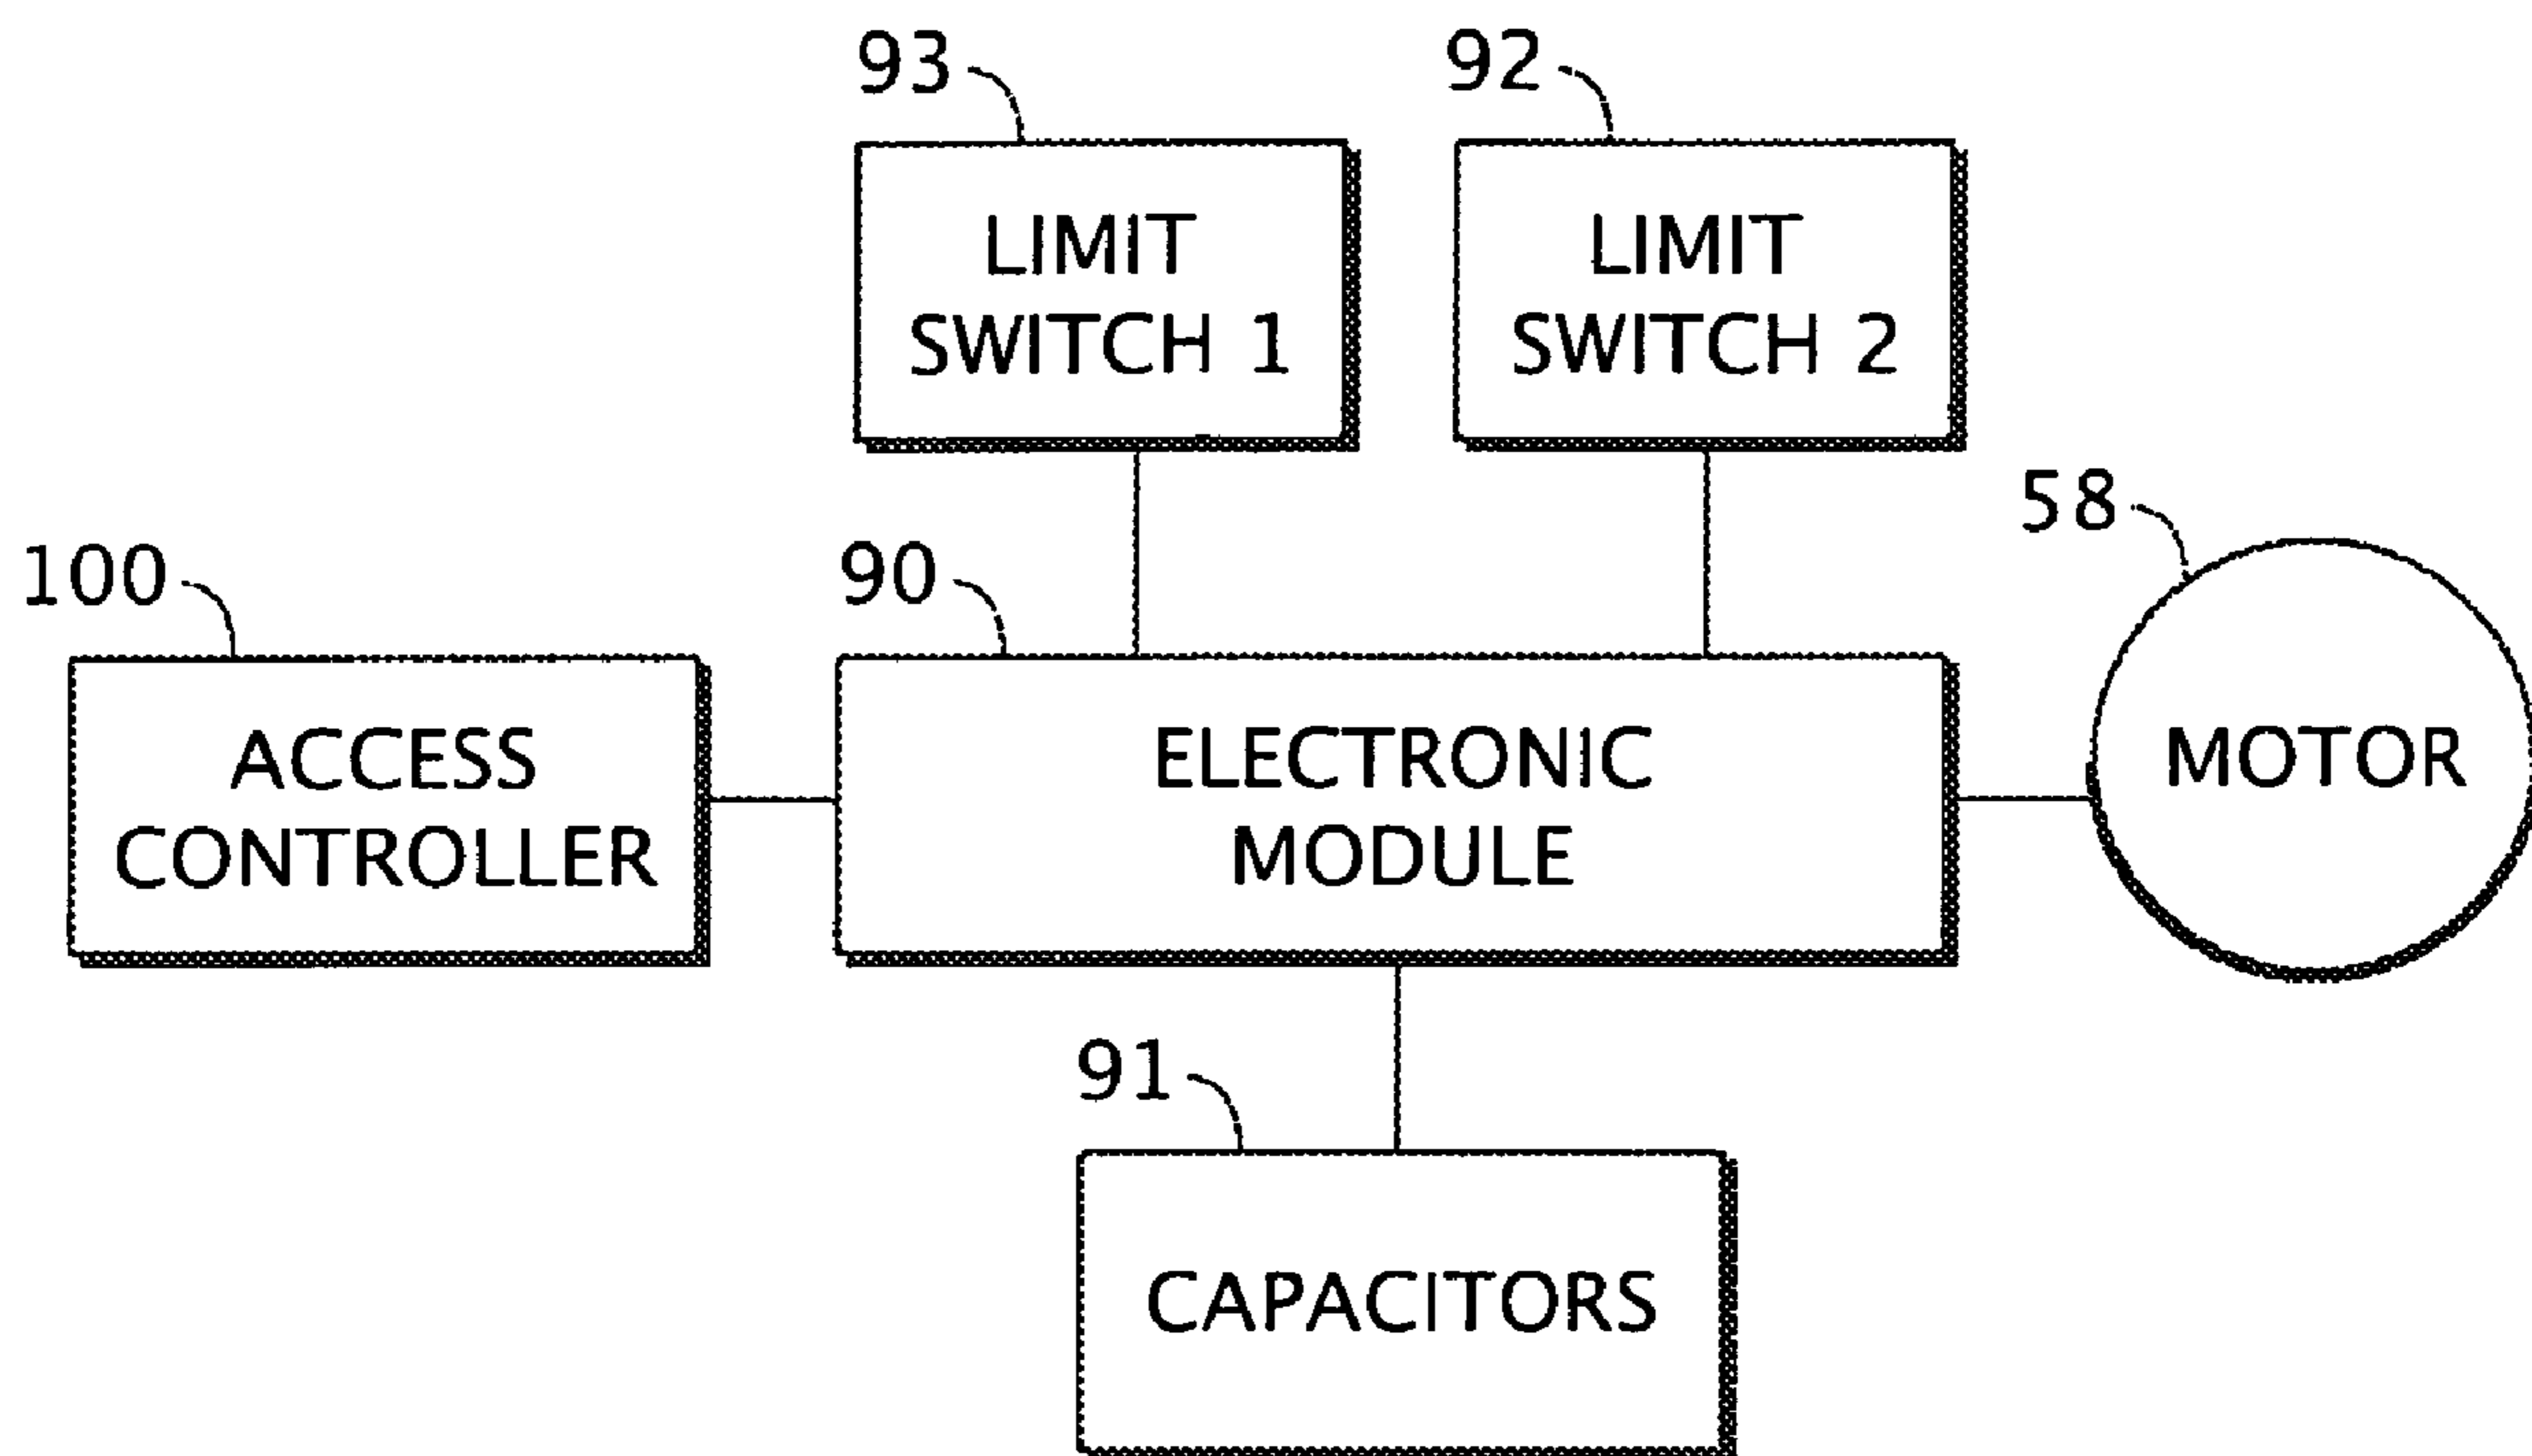 93
92
LIMIT
SWITCH 1
LIMIT
SWITCH 2
58
100
90
ACCESS
CONTROLLER
ELECTRONIC
MODULE
MOTOR
91
CAPACITORS